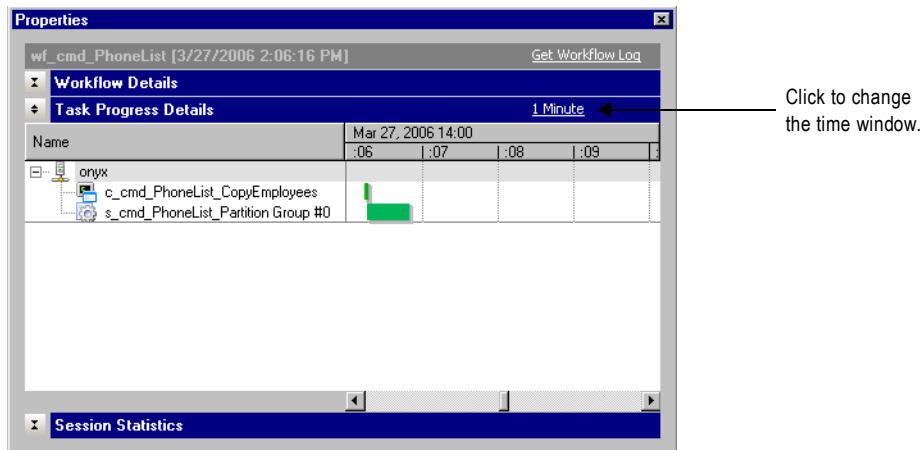 Properties
wf_cmd_PhoneList [3/27/2006 2:06:16 PM] Get Workflow Log
Workflow Details
Task Progress Details 1 Minute
Click to change
the time window.
Name
Mar 27, 2006 14:00
:06 :07 :08 :09
onyx
c_cmd_PhoneList_CopyEmployees
s_cmd_PhoneList_Partition Group #0
Session Statistics